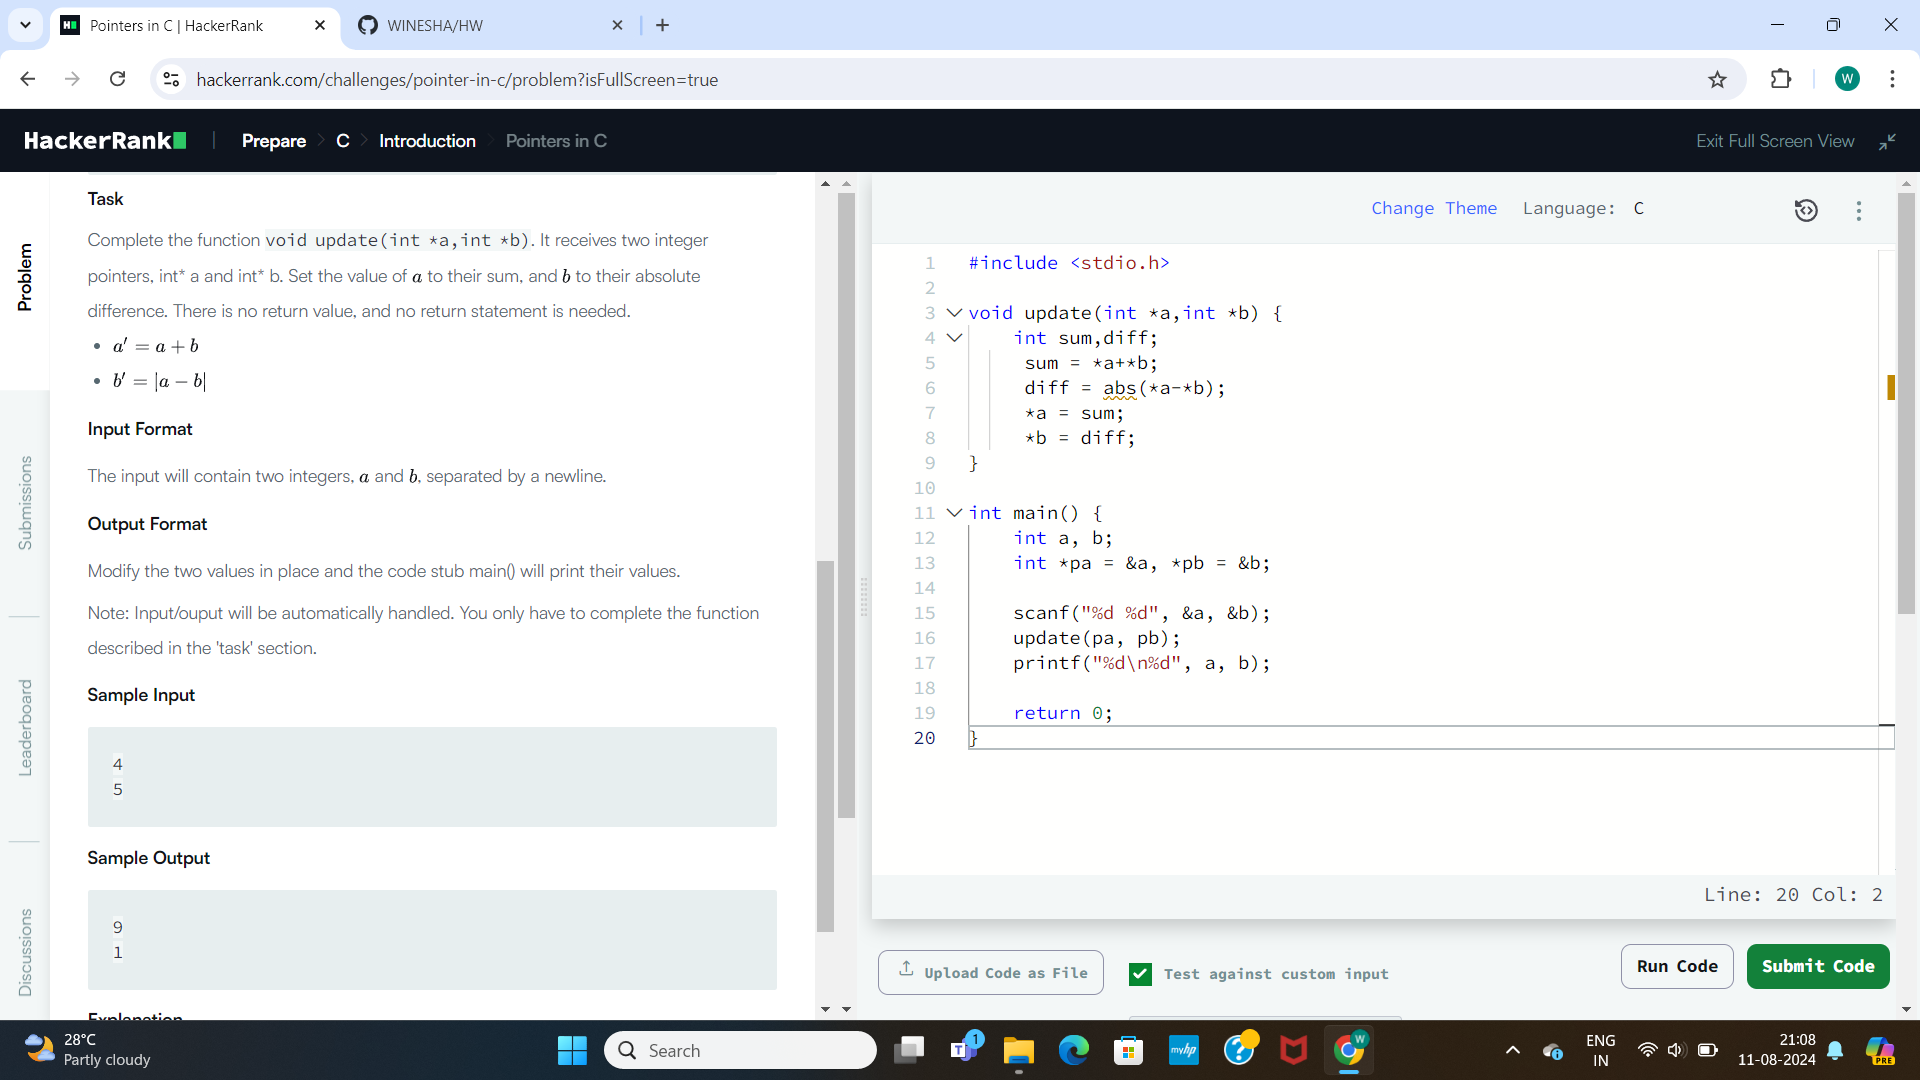 Pointers in C | HackerRank
WINESHA/HW
hackerrank.com/challenges/pointer-in-c/problem?isFullScreen=true
W
HackerRank
Prepare
C
Introduction
Pointers in C
Exit Full Screen View
Problem
Submissions
Leaderboard
Discussions
Task
Complete the function void update(int *a,int *b). It receives two integer
pointers, int* a and int* b. Set the value of a to their sum, and b to their absolute
difference. There is no return value, and no return statement is needed.
• a′ = a + b
• b′ = |a − b|
Input Format
The input will contain two integers, a and b, separated by a newline.
Output Format
Modify the two values in place and the code stub main() will print their values.
Note: Input/ouput will be automatically handled. You only have to complete the function
described in the 'task' section.
Sample Input
4
5
Sample Output
9
1
Explanation
Change Theme Language: C
1 #include <stdio.h>
2
3 void update(int *a,int *b) {
4 int sum,diff;
5 sum = *a+*b;
6 diff = abs(*a-*b);
7 *a = sum;
8 *b = diff;
9 }
10
11 int main() {
12 int a, b;
13 int *pa = &a, *pb = &b;
14
15 scanf("%d %d", &a, &b);
16 update(pa, pb);
17 printf("%d\n%d", a, b);
18
19 return 0;
20 }
Line: 20 Col: 2
Upload Code as File
Test against custom input
Run Code
Submit Code
28°C
Partly cloudy
Search
1
myhp
W
ENG
IN
21:08
11-08-2024
PRE